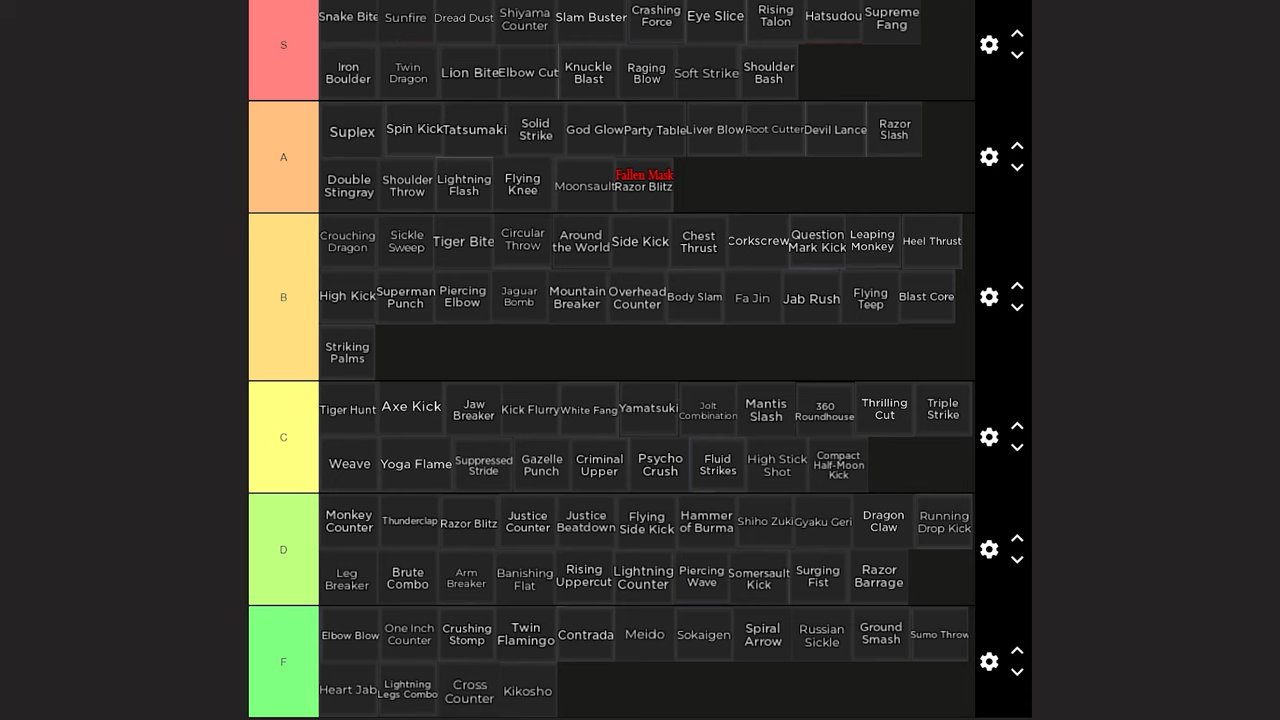 S
Snake Bite Sunfire Dread Dust Shiyama Counter Slam Buster Crashing Force Eye Slice Rising Talon Hatsudou Supreme Fang
Iron Boulder Twin Dragon Lion Bite Elbow Cut Knuckle Blast Raging Blow Soft Strike Shoulder Bash
A
Suplex Spin Kick Tatsumaki Solid Strike God Glow Party Table Liver Blow Root Cutter Devil Lance Razor Slash
Double Stingray Shoulder Throw Lightning Flash Flying Knee Moonsault Fallen Mask Razor Blitz
B
Crouching Dragon Sickle Sweep Tiger Bite Circular Throw Around the World Side Kick Chest Thrust Corkscrew Question Mark Kick Leaping Monkey Heel Thrust
High Kick Superman Punch Piercing Elbow Jaguar Bomb Mountain Breaker Overhead Counter Body Slam Fa Jin Jab Rush Flying Teep Blast Core
Striking Palms
C
Tiger Hunt Axe Kick Jaw Breaker Kick Flurry White Fang Yamatsuki Jolt Combination Mantis Slash 360 Roundhouse Thrilling Cut Triple Strike
Weave Yoga Flame Suppressed Stride Gazelle Punch Criminal Upper Psycho Crush Fluid Strikes High Stick Shot Compact Half-Moon Kick
D
Monkey Counter Thunderclap Razor Blitz Justice Counter Justice Beatdown Flying Side Kick Hammer of Burma Shiho Zuki Gyaku Geri Dragon Claw Running Drop Kick
Leg Breaker Brute Combo Arm Breaker Banishing Flat Rising Uppercut Lightning Counter Piercing Wave Somersault Kick Surging Fist Razor Barrage
F
Elbow Blow One Inch Counter Crushing Stomp Twin Flamingo Contrada Meido Sokaigen Spiral Arrow Russian Sickle Ground Smash Sumo Throw
Heart Jab Lightning Legs Combo Cross Counter Kikosho